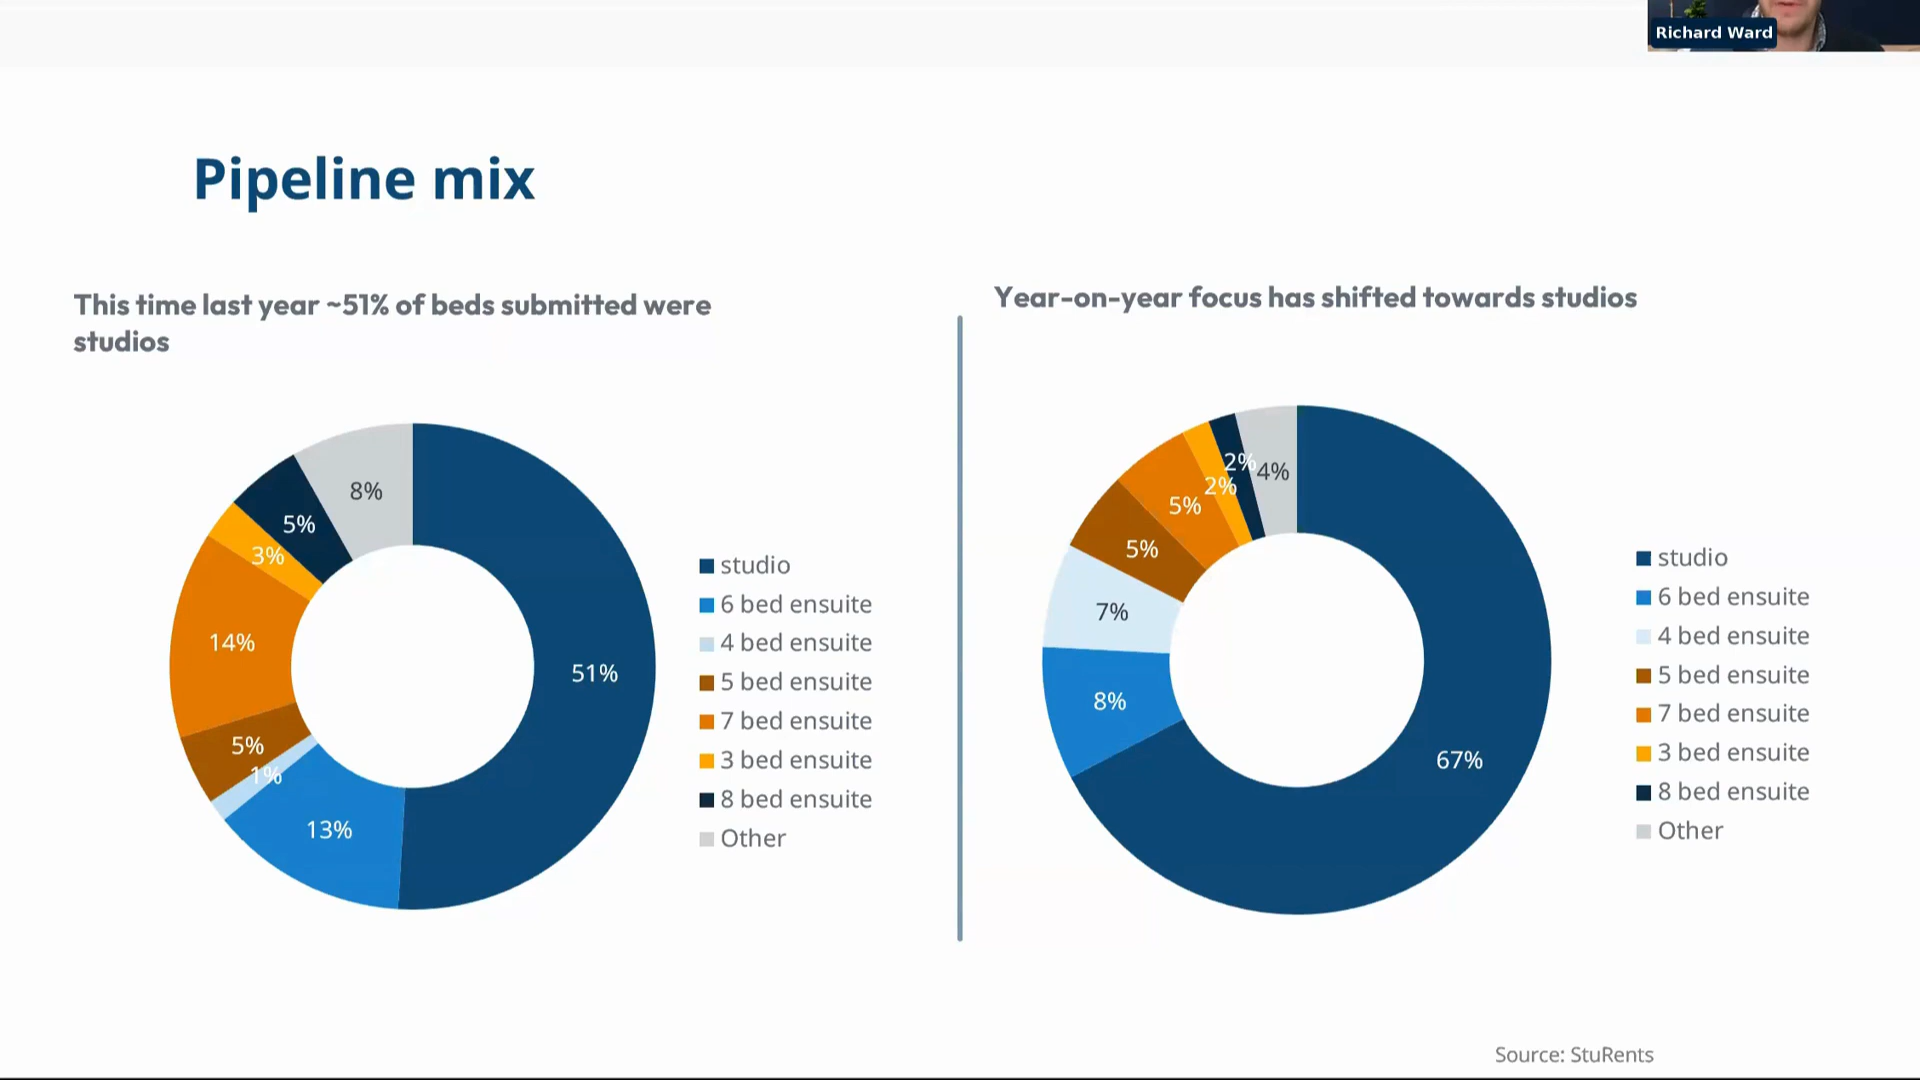 Richard Ward
Pipeline mix
This time last year ~51% of beds submitted were
studios
8%
5%
3%
14%
51%
5%
1%
13%
studio
6 bed ensuite
4 bed ensuite
5 bed ensuite
7 bed ensuite
3 bed ensuite
8 bed ensuite
Other
Year-on-year focus has shifted towards studios
2%
4%
2%
5%
5%
7%
8%
67%
studio
6 bed ensuite
4 bed ensuite
5 bed ensuite
7 bed ensuite
3 bed ensuite
8 bed ensuite
Other
Source: StuRents